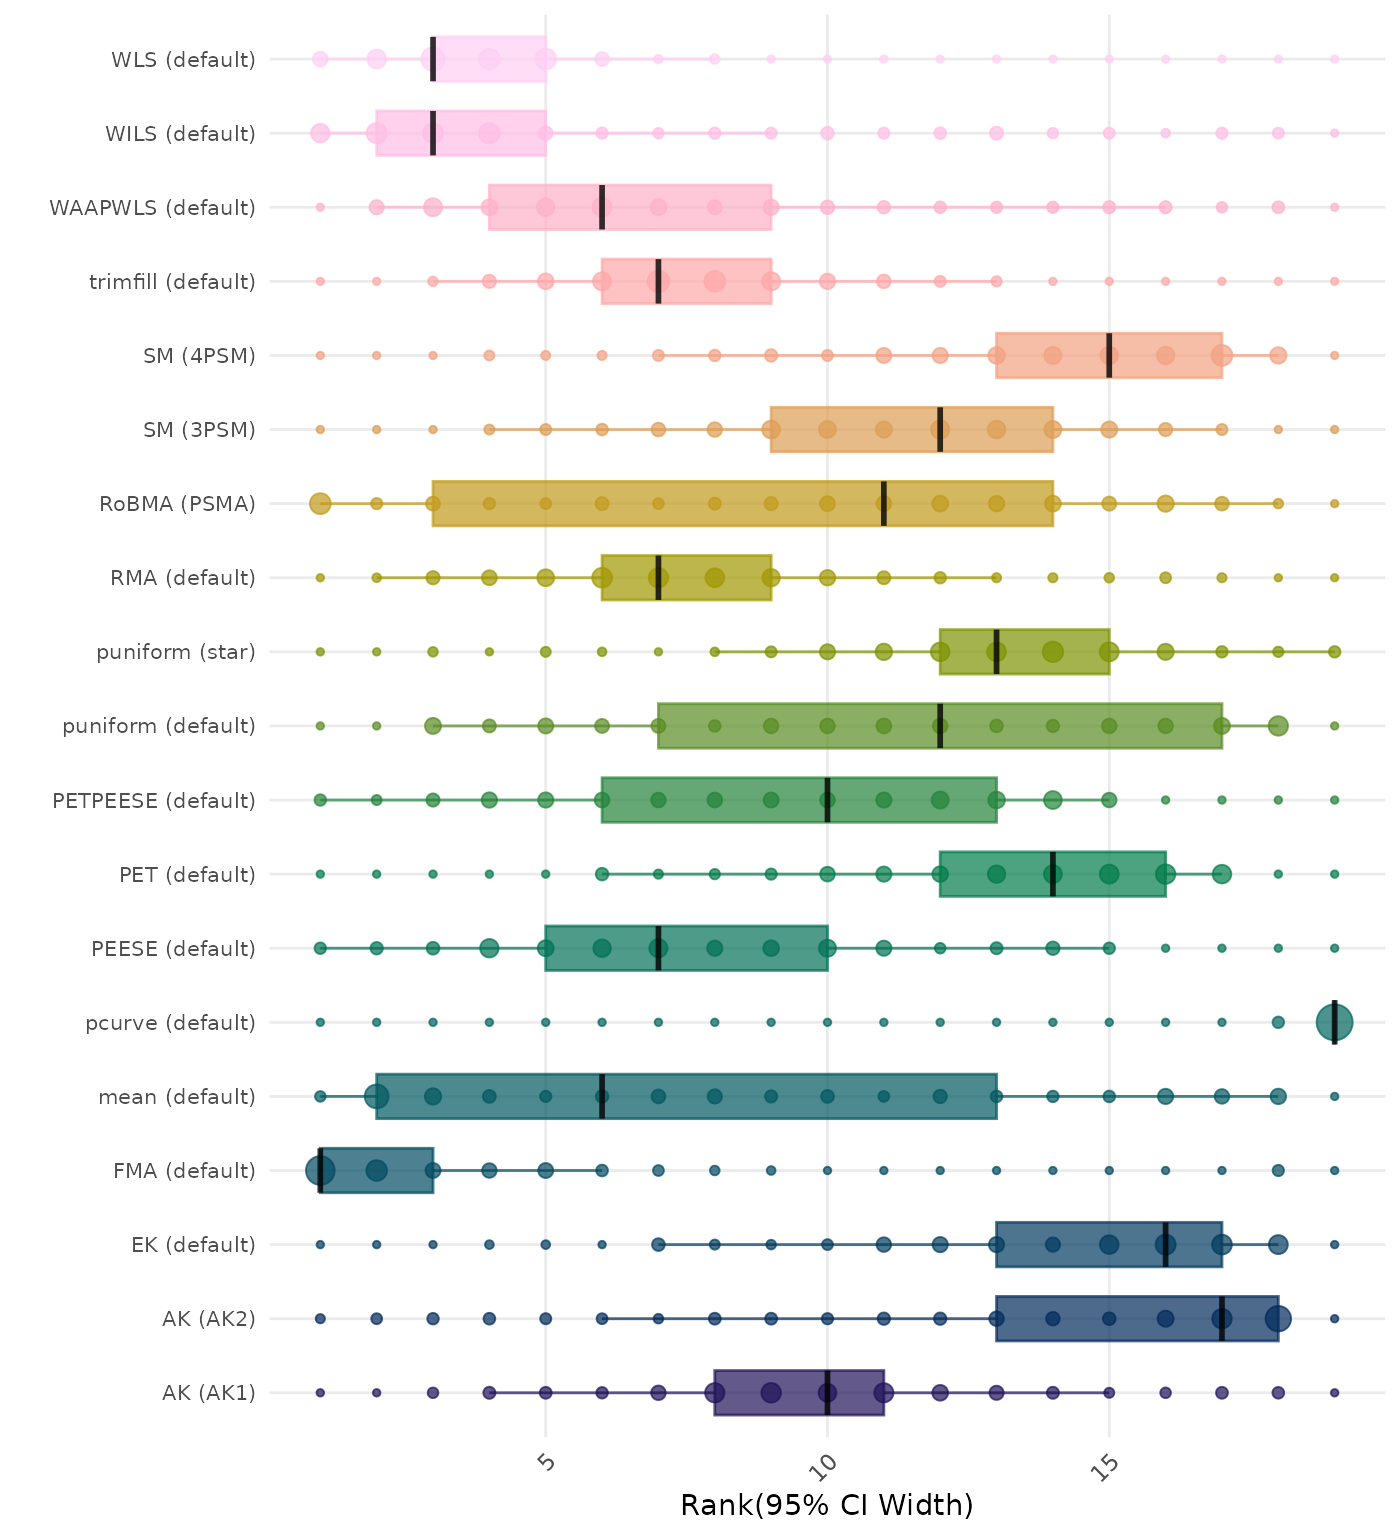 WLS (default)
WILS (default)
WAAPWLS (default)
trimfill (default)
SM (4PSM)
SM (3PSM)
RoBMA (PSMA)
RMA (default)
puniform (star)
puniform (default)
PETPEESE (default)
PET (default)
PEESE (default)
pcurve (default)
mean (default)
FMA (default)
EK (default)
AK (AK2)
AK (AK1)
5
10
15
Rank(95% CI Width)